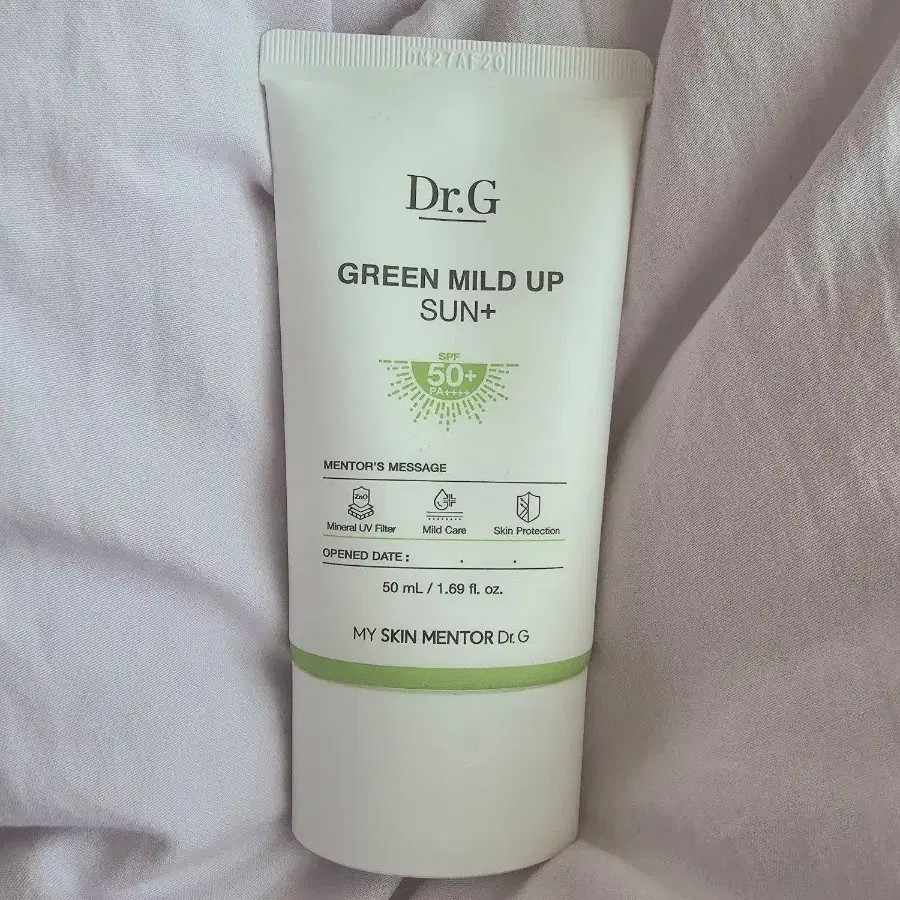 0M27AF20
Dr.G
GREEN MILD UP
SUN+
SPF
50+
PA++++
MENTOR'S MESSAGE
ZnO
Mineral UV Filter Mild Care Skin Protection
OPENED DATE : . .
50 mL / 1.69 fl. oz.
MY SKIN MENTOR Dr.G